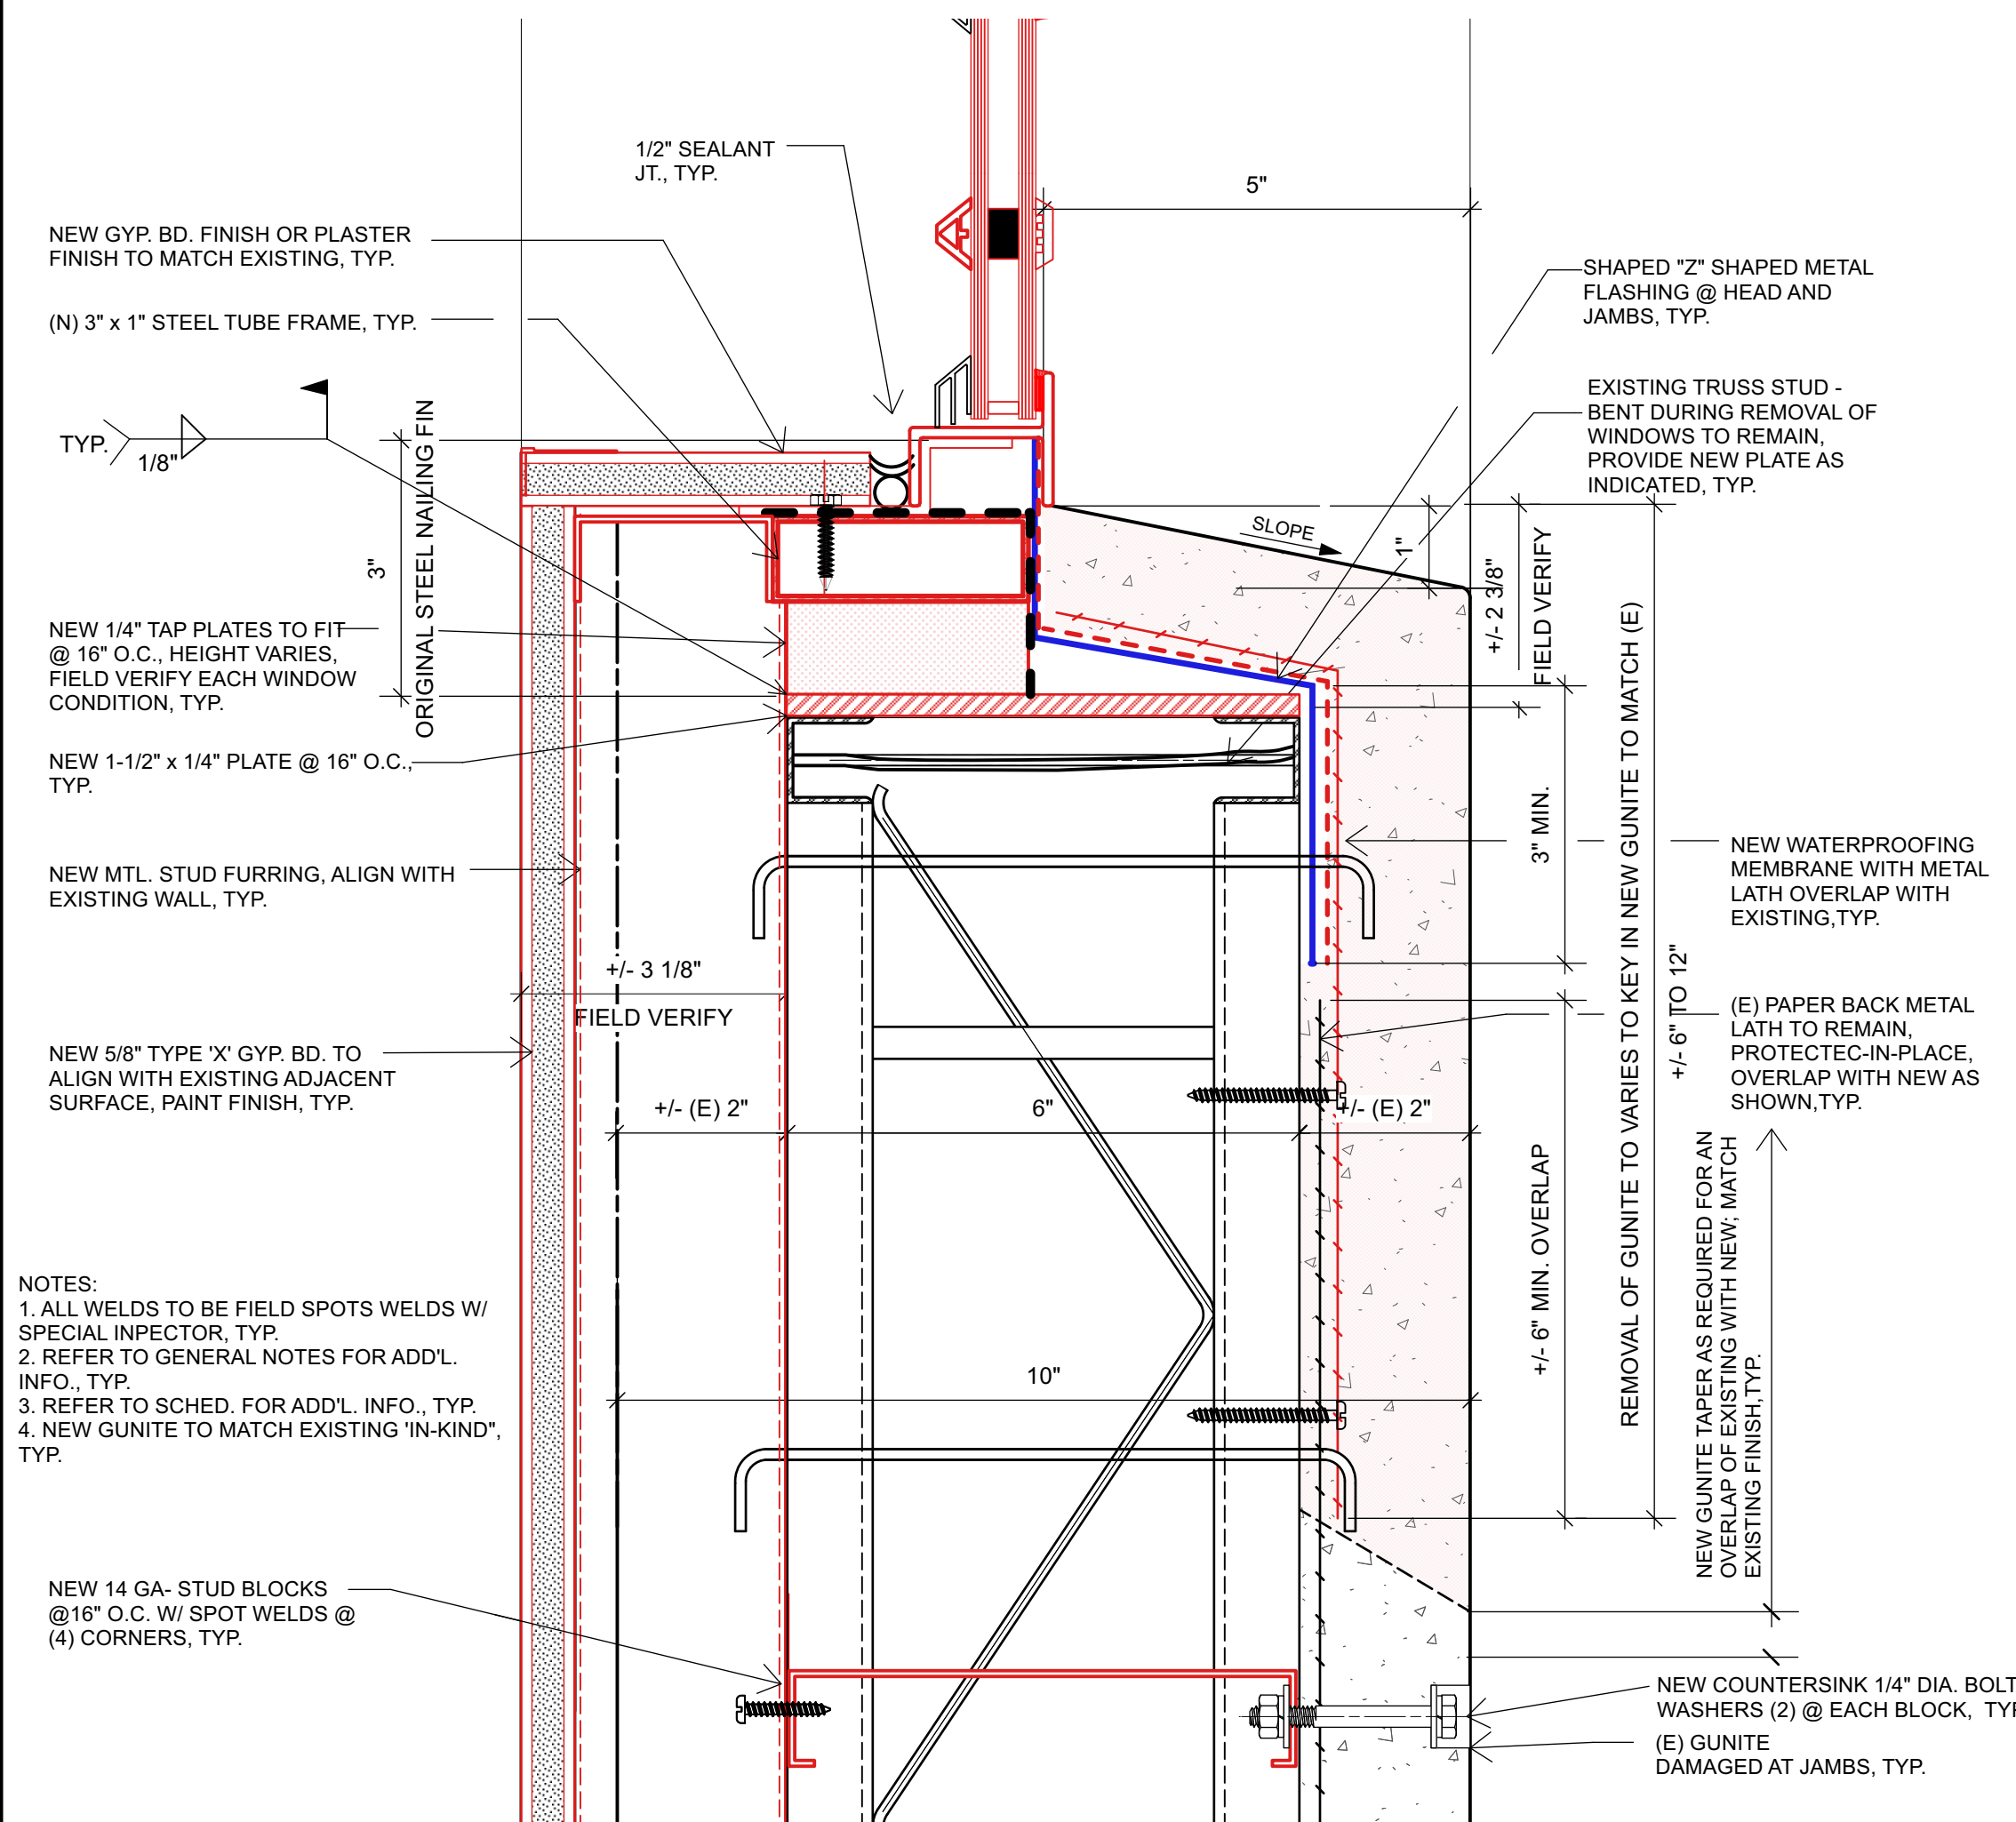 1/2" SEALANT
JT., TYP.
5"
NEW GYP. BD. FINISH OR PLASTER
FINISH TO MATCH EXISTING, TYP.
(N) 3" x 1" STEEL TUBE FRAME, TYP.
TYP.
1/8"
3"
ORIGINAL STEEL NAILING FIN
NEW 1/4" TAP PLATES TO FIT
@ 16" O.C., HEIGHT VARIES,
FIELD VERIFY EACH WINDOW
CONDITION, TYP.
NEW 1-1/2" x 1/4" PLATE @ 16" O.C.,
TYP.
NEW MTL. STUD FURRING, ALIGN WITH
EXISTING WALL, TYP.
NEW 5/8" TYPE 'X' GYP. BD. TO
ALIGN WITH EXISTING ADJACENT
SURFACE, PAINT FINISH, TYP.
NOTES:
1. ALL WELDS TO BE FIELD SPOTS WELDS W/
SPECIAL INPECTOR, TYP.
2. REFER TO GENERAL NOTES FOR ADD'L.
INFO., TYP.
3. REFER TO SCHED. FOR ADD'L. INFO., TYP.
4. NEW GUNITE TO MATCH EXISTING 'IN-KIND",
TYP.
NEW 14 GA- STUD BLOCKS
@16" O.C. W/ SPOT WELDS @
(4) CORNERS, TYP.
+/- 3 1/8"
FIELD VERIFY
+/- (E) 2"
6"
+/- (E) 2"
10"
SLOPE
1"
+/- 2 3/8"
FIELD VERIFY
3" MIN.
+/- 6" MIN. OVERLAP
REMOVAL OF GUNITE TO VARIES TO KEY IN NEW GUNITE TO MATCH (E)
+/- 6" TO 12"
SHAPED "Z" SHAPED METAL
FLASHING @ HEAD AND
JAMBS, TYP.
EXISTING TRUSS STUD -
BENT DURING REMOVAL OF
WINDOWS TO REMAIN,
PROVIDE NEW PLATE AS
INDICATED, TYP.
NEW WATERPROOFING
MEMBRANE WITH METAL
LATH OVERLAP WITH
EXISTING,TYP.
(E) PAPER BACK METAL
LATH TO REMAIN,
PROTECTEC-IN-PLACE,
OVERLAP WITH NEW AS
SHOWN,TYP.
NEW GUNITE TAPER AS REQUIRED FOR AN
OVERLAP OF EXISTING WITH NEW; MATCH
EXISTING FINISH,TYP.
NEW COUNTERSINK 1/4" DIA. BOLT
WASHERS (2) @ EACH BLOCK, TYP
(E) GUNITE
DAMAGED AT JAMBS, TYP.